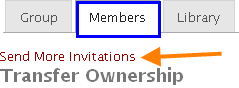 Group Members Library
Send More Invitations
Transfer Ownership